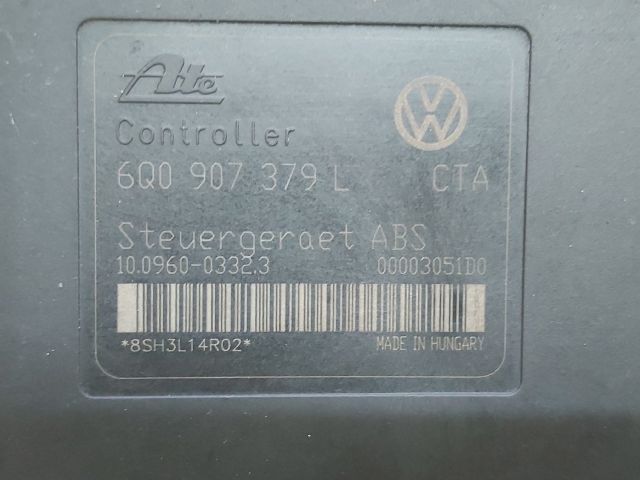 Ate
Controller
6Q0 907 379 L CTA
Steuergeraet ABS
10.0960-0332.3 00003051D0
*8SH3L14R02* MADE IN HUNGARY